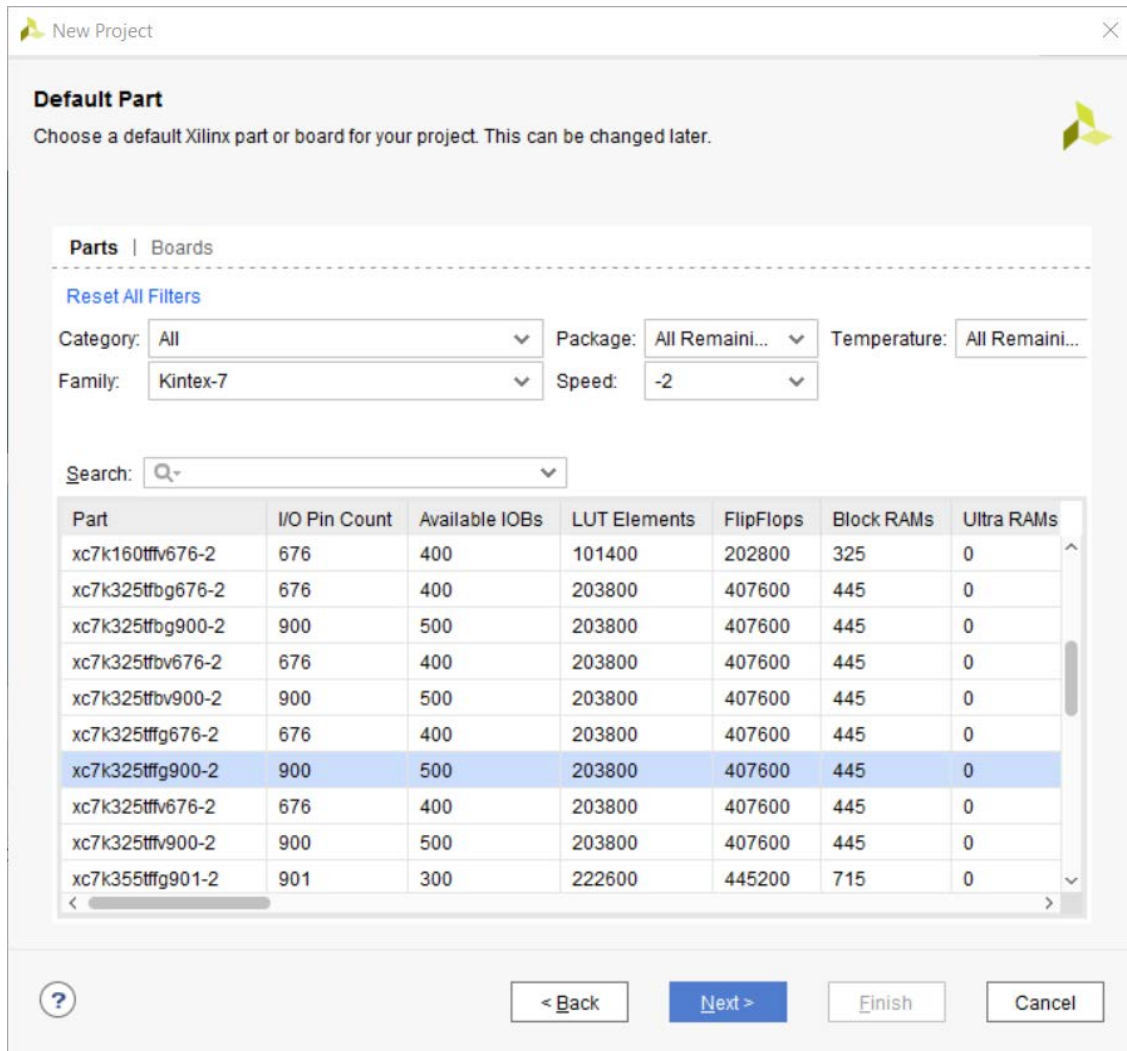 New Project
Default Part
Choose a default Xilinx part or board for your project. This can be changed later.
Parts | Boards
Reset All Filters
Category: All Package: All Remaini... Temperature: All Remaini...
Family: Kintex-7 Speed: -2
Search:
Part I/O Pin Count Available IOBs LUT Elements FlipFlops Block RAMs Ultra RAMs
xc7k160tffv676-2 676 400 101400 202800 325 0
xc7k325tfbg676-2 676 400 203800 407600 445 0
xc7k325tfbg900-2 900 500 203800 407600 445 0
xc7k325tfbv676-2 676 400 203800 407600 445 0
xc7k325tfbv900-2 900 500 203800 407600 445 0
xc7k325tffg676-2 676 400 203800 407600 445 0
xc7k325tffg900-2 900 500 203800 407600 445 0
xc7k325tffv676-2 676 400 203800 407600 445 0
xc7k325tffv900-2 900 500 203800 407600 445 0
xc7k355tffg901-2 901 300 222600 445200 715 0
? < Back Next > Finish Cancel